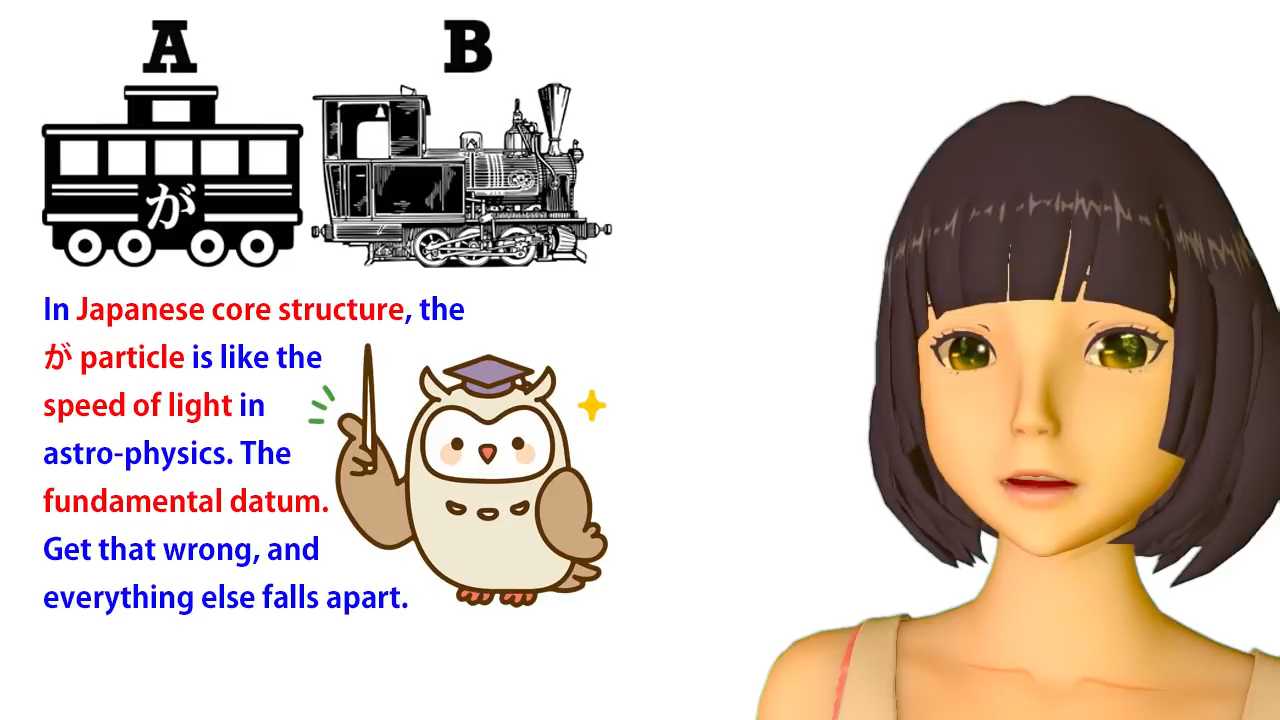 A B
が
In Japanese core structure, the
が particle is like the
speed of light in
astro-physics. The
fundamental datum.
Get that wrong, and
everything else falls apart.